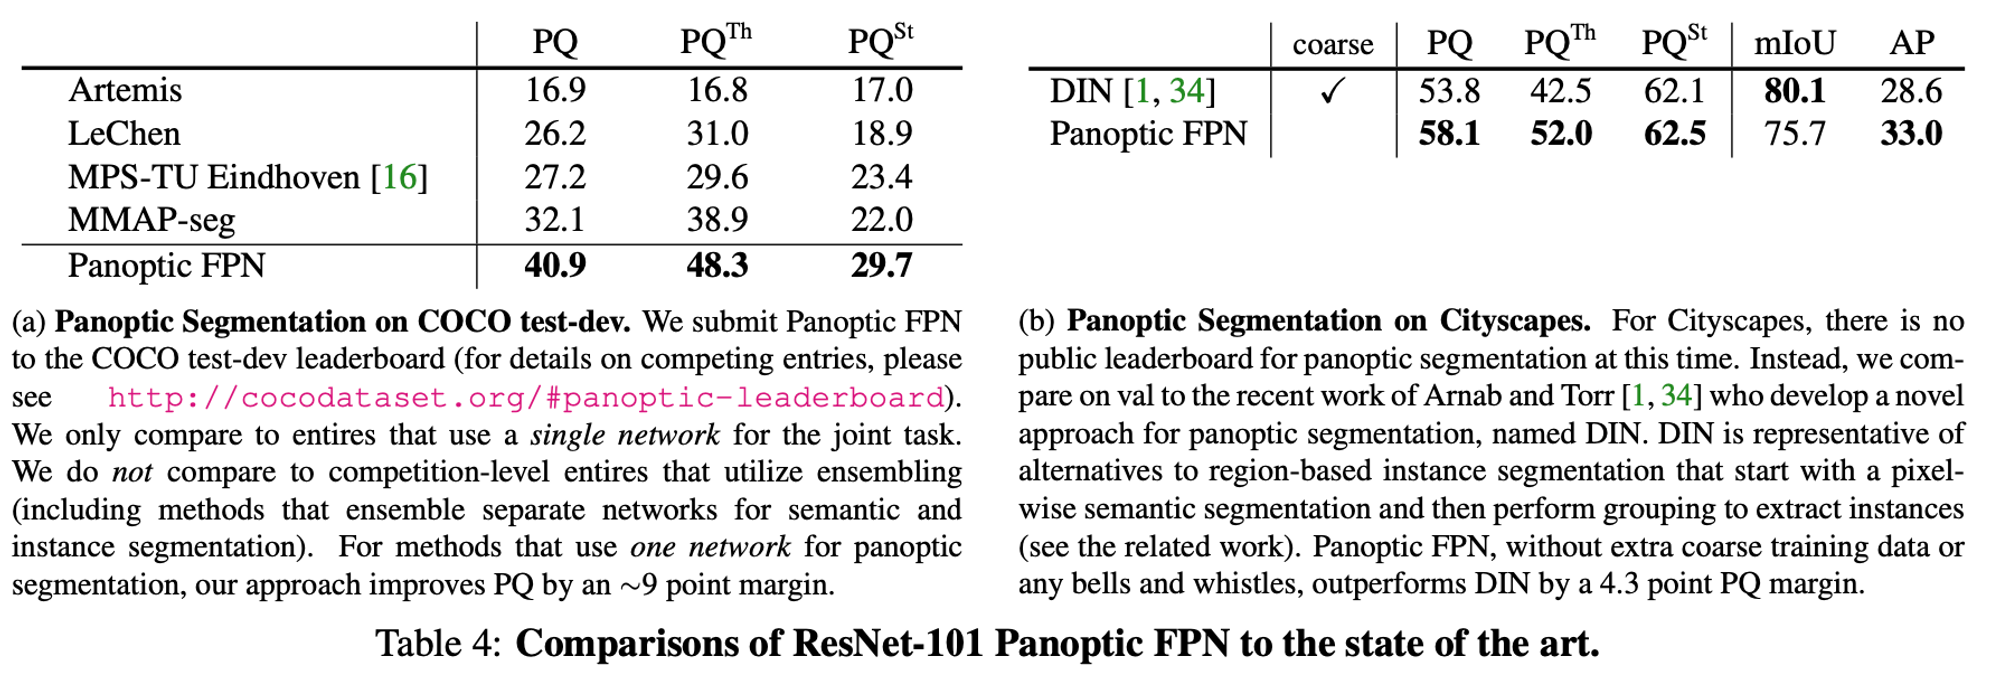 PQ PQTh PQSt
Artemis 16.9 16.8 17.0
LeChen 26.2 31.0 18.9
MPS-TU Eindhoven [16] 27.2 29.6 23.4
MMAP-seg 32.1 38.9 22.0
Panoptic FPN 40.9 48.3 29.7
(a) Panoptic Segmentation on COCO test-dev. We submit Panoptic FPN
to the COCO test-dev leaderboard (for details on competing entries, please
see http://cocodataset.org/#panoptic-leaderboard).
We only compare to entires that use a single network for the joint task.
We do not compare to competition-level entires that utilize ensembling
(including methods that ensemble separate networks for semantic and
instance segmentation). For methods that use one network for panoptic
segmentation, our approach improves PQ by an ∼9 point margin.
coarse PQ PQTh PQSt mIoU AP
DIN [1, 34] ✓ 53.8 42.5 62.1 80.1 28.6
Panoptic FPN 58.1 52.0 62.5 75.7 33.0
(b) Panoptic Segmentation on Cityscapes. For Cityscapes, there is no
public leaderboard for panoptic segmentation at this time. Instead, we com-
pare on val to the recent work of Arnab and Torr [1, 34] who develop a novel
approach for panoptic segmentation, named DIN. DIN is representative of
alternatives to region-based instance segmentation that start with a pixel-
wise semantic segmentation and then perform grouping to extract instances
(see the related work). Panoptic FPN, without extra coarse training data or
any bells and whistles, outperforms DIN by a 4.3 point PQ margin.
Table 4: Comparisons of ResNet-101 Panoptic FPN to the state of the art.